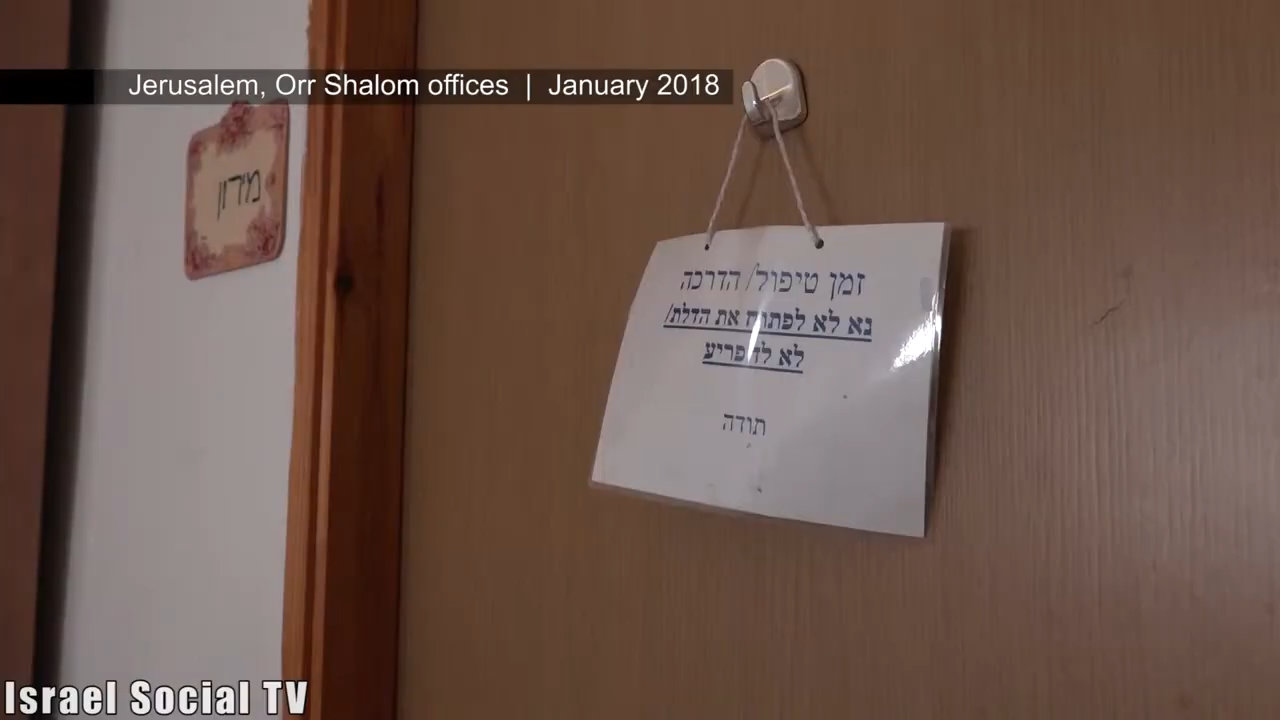 Jerusalem, Orr Shalom offices | January 2018
מירון
זמן טיפול/ הדרכה
נא לא לפתוח את הדלת/
לא להפריע
תודה
Israel Social TV